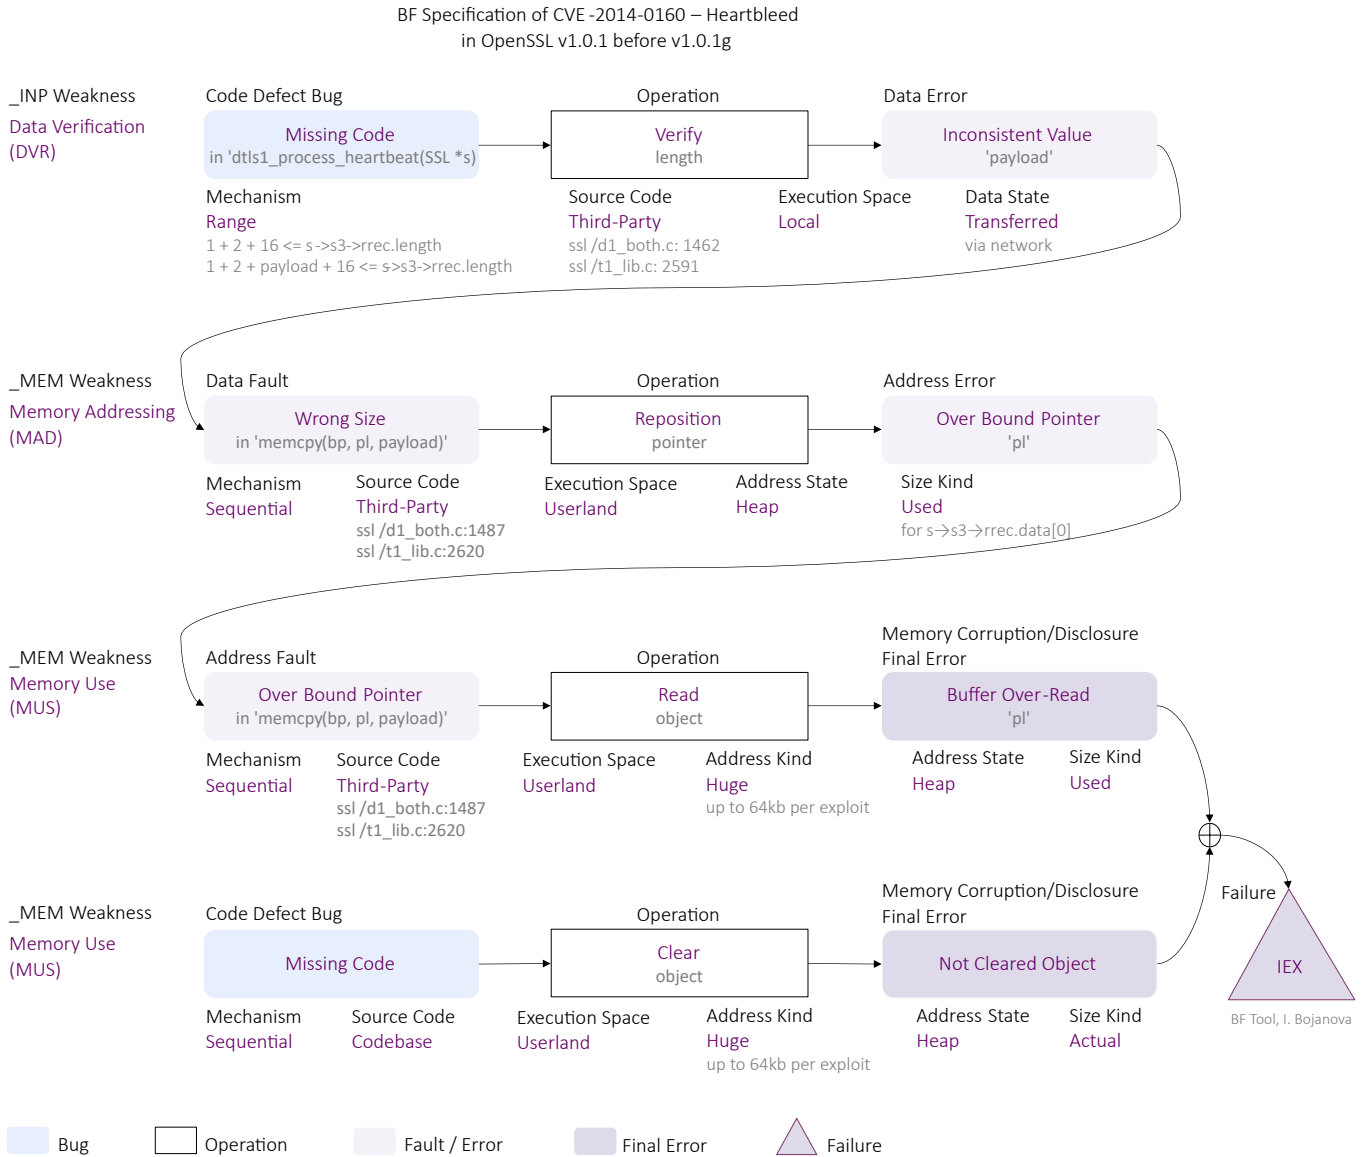 BF Specification of CVE-2014-0160 – Heartbleed
in OpenSSL v1.0.1 before v1.0.1g
_INP Weakness
Data Verification
(DVR)
Code Defect Bug
Missing Code
in 'dtls1_process_heartbeat(SSL *s)
Operation
Verify
length
Data Error
Inconsistent Value
'payload'
Mechanism
Range
1 + 2 + 16 <= s->s3->rrec.length
1 + 2 + payload + 16 <= s->s3->rrec.length
Source Code
Third-Party
ssl/d1_both.c: 1462
ssl/t1_lib.c: 2591
Execution Space
Local
Data State
Transferred
via network
_MEM Weakness
Memory Addressing
(MAD)
Data Fault
Wrong Size
in 'memcpy(bp, pl, payload)'
Operation
Reposition
pointer
Address Error
Over Bound Pointer
'pl'
Mechanism
Sequential
Source Code
Third-Party
ssl/d1_both.c:1487
ssl/t1_lib.c:2620
Execution Space
Userland
Address State
Heap
Size Kind
Used
for s→s3→rrec.data[0]
_MEM Weakness
Memory Use
(MUS)
Address Fault
Over Bound Pointer
in 'memcpy(bp, pl, payload)'
Operation
Read
object
Memory Corruption/Disclosure
Final Error
Buffer Over-Read
'pl'
Mechanism
Sequential
Source Code
Third-Party
ssl/d1_both.c:1487
ssl/t1_lib.c:2620
Execution Space
Userland
Address Kind
Huge
up to 64kb per exploit
Address State
Heap
Size Kind
Used
_MEM Weakness
Memory Use
(MUS)
Code Defect Bug
Missing Code
Operation
Clear
object
Memory Corruption/Disclosure
Final Error
Not Cleared Object
Failure
IEX
BF Tool, I. Bojanova
Mechanism
Sequential
Source Code
Codebase
Execution Space
Userland
Address Kind
Huge
up to 64kb per exploit
Address State
Heap
Size Kind
Actual
Bug
Operation
Fault / Error
Final Error
Failure